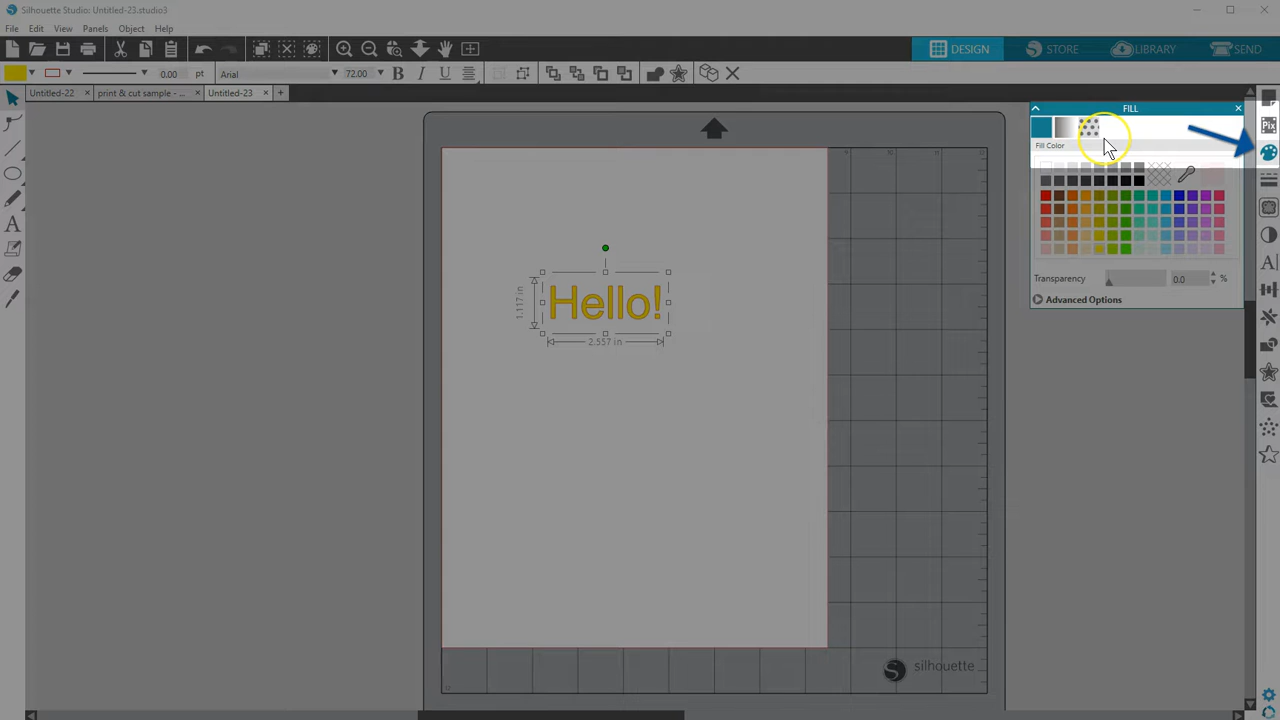 Silhouette Studio: Untitled-23.studio3
File Edit View Panels Object Help
DESIGN STORE LIBRARY SEND
0.00 pt Arial 72.00 B I U
Untitled-22 × print & cut sample - ... × Untitled-23 × +
FILL
Pix
Fill Color
Hello!
1.117 in
2.557 in
Transparency 0.0 %
Advanced Options
silhouette